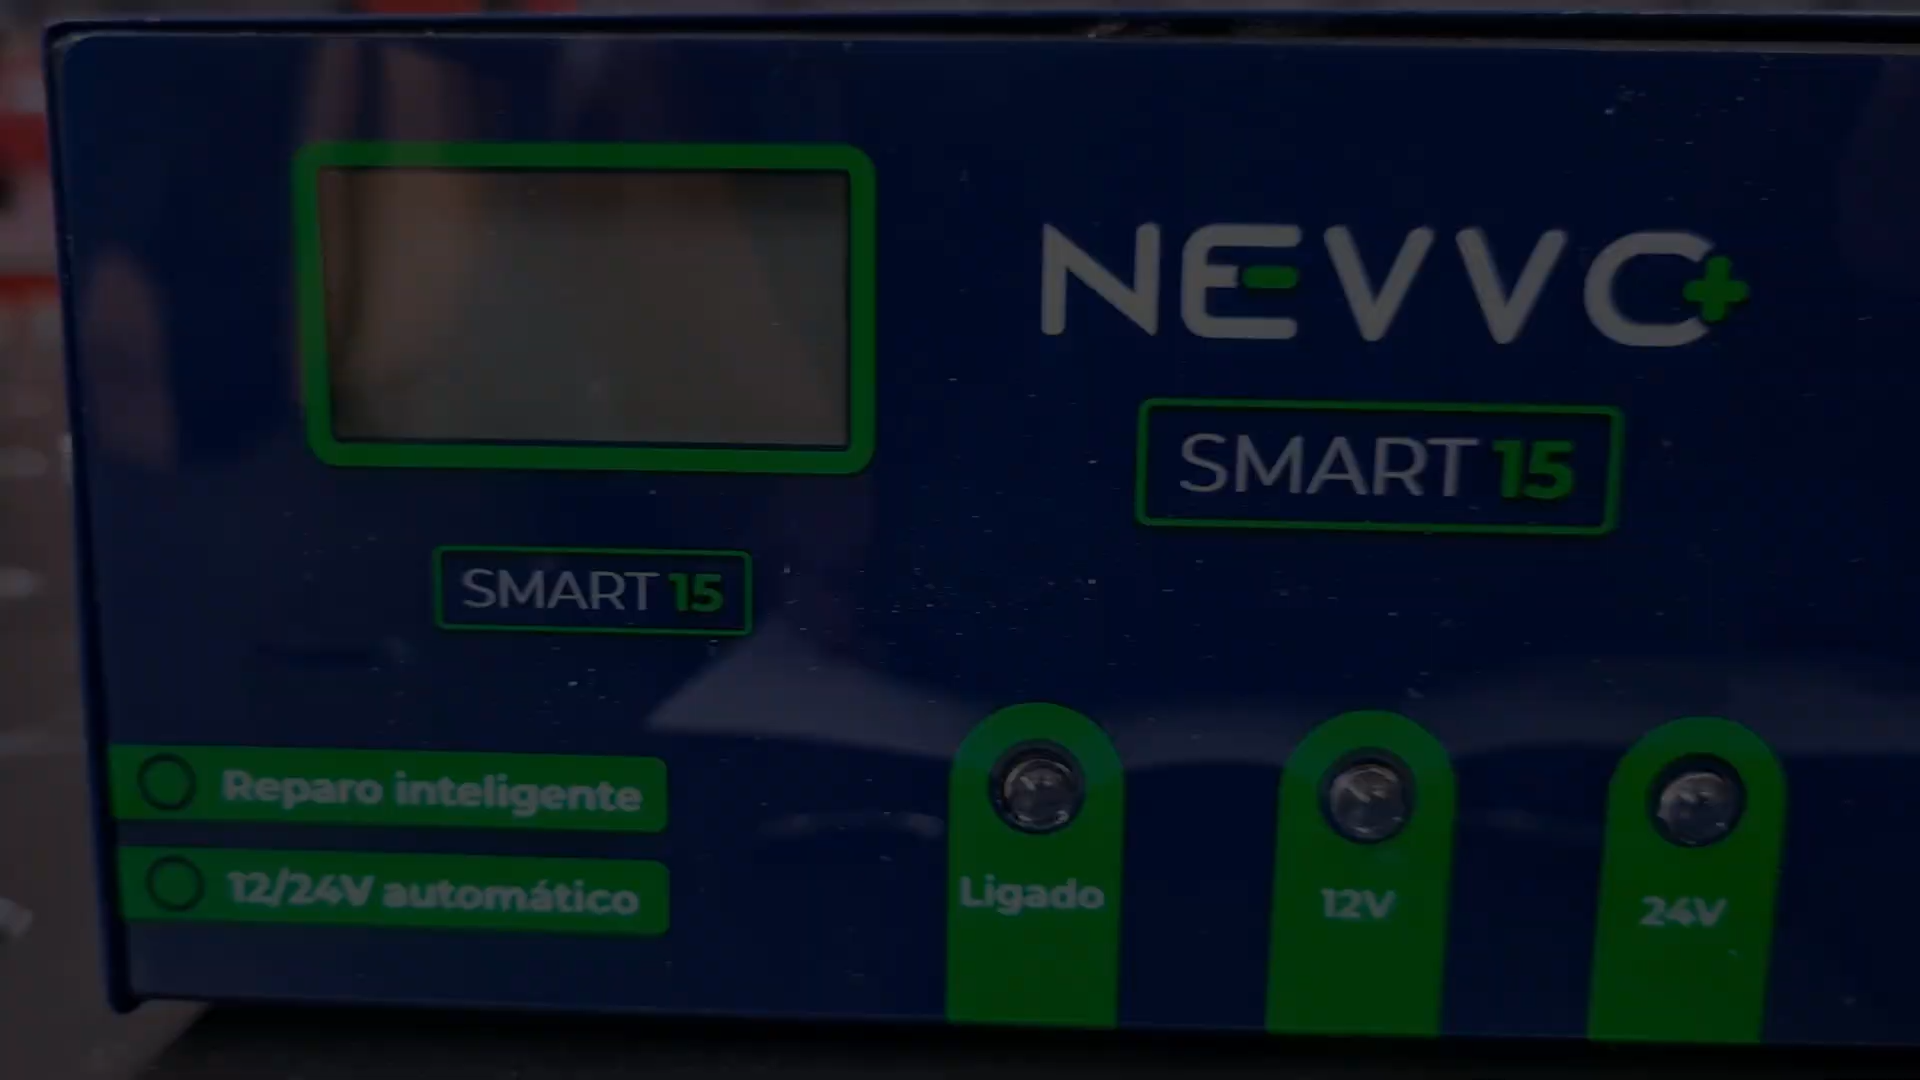 NEVVO
SMART 15
SMART 15
Reparo inteligente
12/24V automático
Ligado
12V
24V